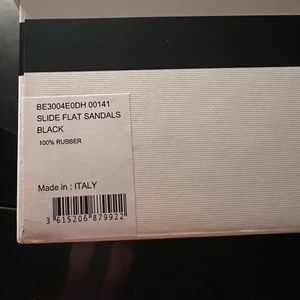 BE3004E0DH 00141
SLIDE FLAT SANDALS
BLACK
100% RUBBER
Made in : ITALY
3 615206 879922